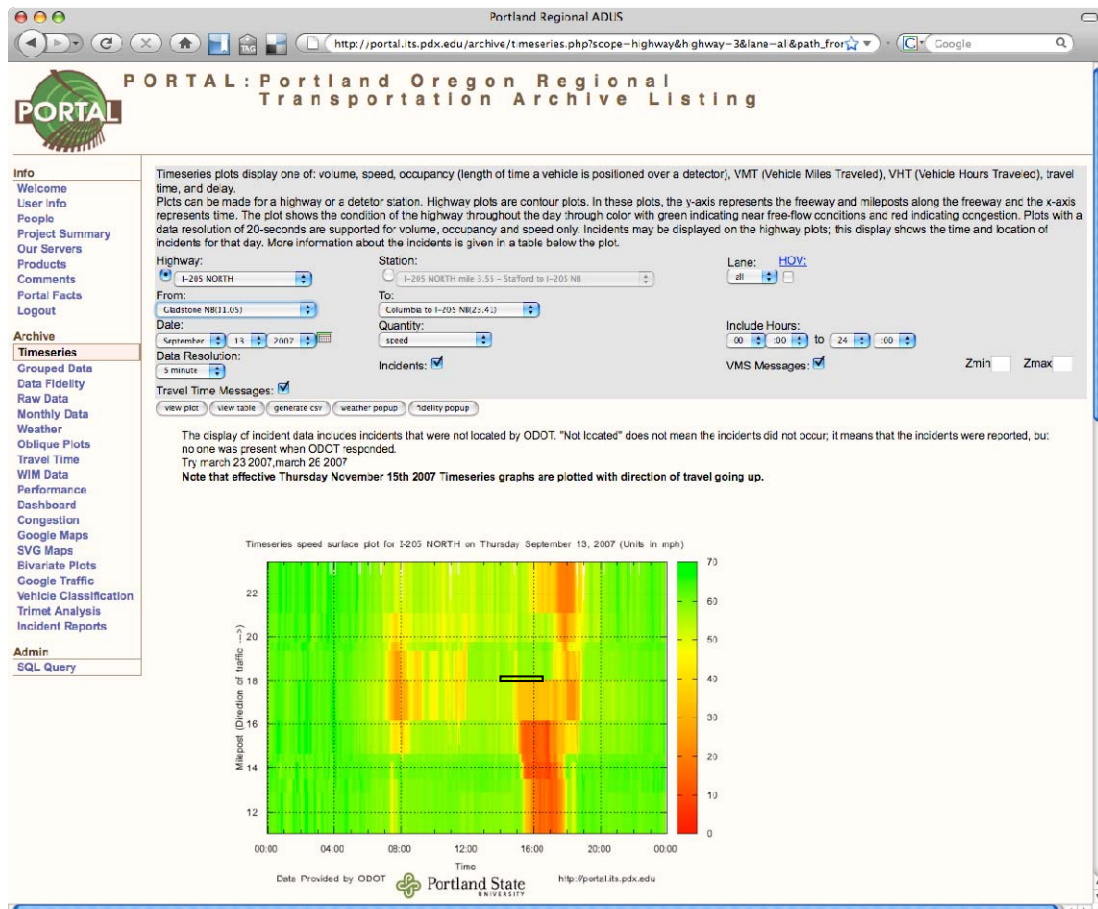 Portland Regional ADUS
http://portal.its.pdx.edu/archive/timeseries.php?scope=highway&highway=3&lane=all&path_fror
Google
PORTAL: Portland Oregon Regional
Transportation Archive Listing
PORTAL
Info
Welcome
User Info
People
Project Summary
Our Servers
Products
Comments
Portal Facts
Logout
Archive
Timeseries
Grouped Data
Data Fidelity
Raw Data
Monthly Data
Weather
Oblique Plots
Travel Time
WIM Data
Performance
Dashboard
Congestion
Google Maps
SVG Maps
Bivariate Plots
Google Traffic
Vehicle Classification
Trimet Analysis
Incident Reports
Admin
SQL Query
Timeseries plots display one of: volume, speed, occupancy (length of time a vehicle is positioned over a detector), VMT (Vehicle Miles Traveled), VHT (Vehicle Hours Traveled), travel
time, and delay.
Plots can be made for a highway or a detetor station. Highway plots are contour plots. In these plots, the y-axis represents the freeway and mileposts along the freeway and the x-axis
represents time. The plot shows the condition of the highway throughout the day through color with green indicating near free-flow conditions and red indicating congestion. Plots with a
data resolution of 20-seconds are supported for volume, occupancy and speed only. Incidents may be displayed on the highway plots; this display shows the time and location of
incidents for that day. More information about the incidents is given in a table below the plot.
Highway: Station: Lane: HOV:
I-205 NORTH I-205 NORTH mile 3.55 - Stafford to I-205 NB all
From: To:
Gladstone NB(11.05) Columbia to I-205 NB(23.41)
Date: Quantity: Include Hours:
September 13 2007 speed 00 :00 to 24 :00
Data Resolution:
5 minute Incidents: VMS Messages: Zmin Zmax
Travel Time Messages:
view plot view table generate csv weather popup fidelity popup
The display of incident data includes incidents that were not located by ODOT. "Not located" does not mean the incidents did not occur; it means that the incidents were reported, but
no one was present when ODOT responded.
Try march 23 2007,march 26 2007
Note that effective Thursday November 15th 2007 Timeseries graphs are plotted with direction of travel going up.
Timeseries speed surface plot for I-205 NORTH on Thursday September 13, 2007 (Units in mph)
Milepost (Direction of traffic --->)
22
20
18
16
14
12
70
60
50
40
30
20
10
0
00:00 04:00 08:00 12:00 16:00 20:00 00:00
Time
Data Provided by ODOT Portland State http://portal.its.pdx.edu
UNIVERSITY